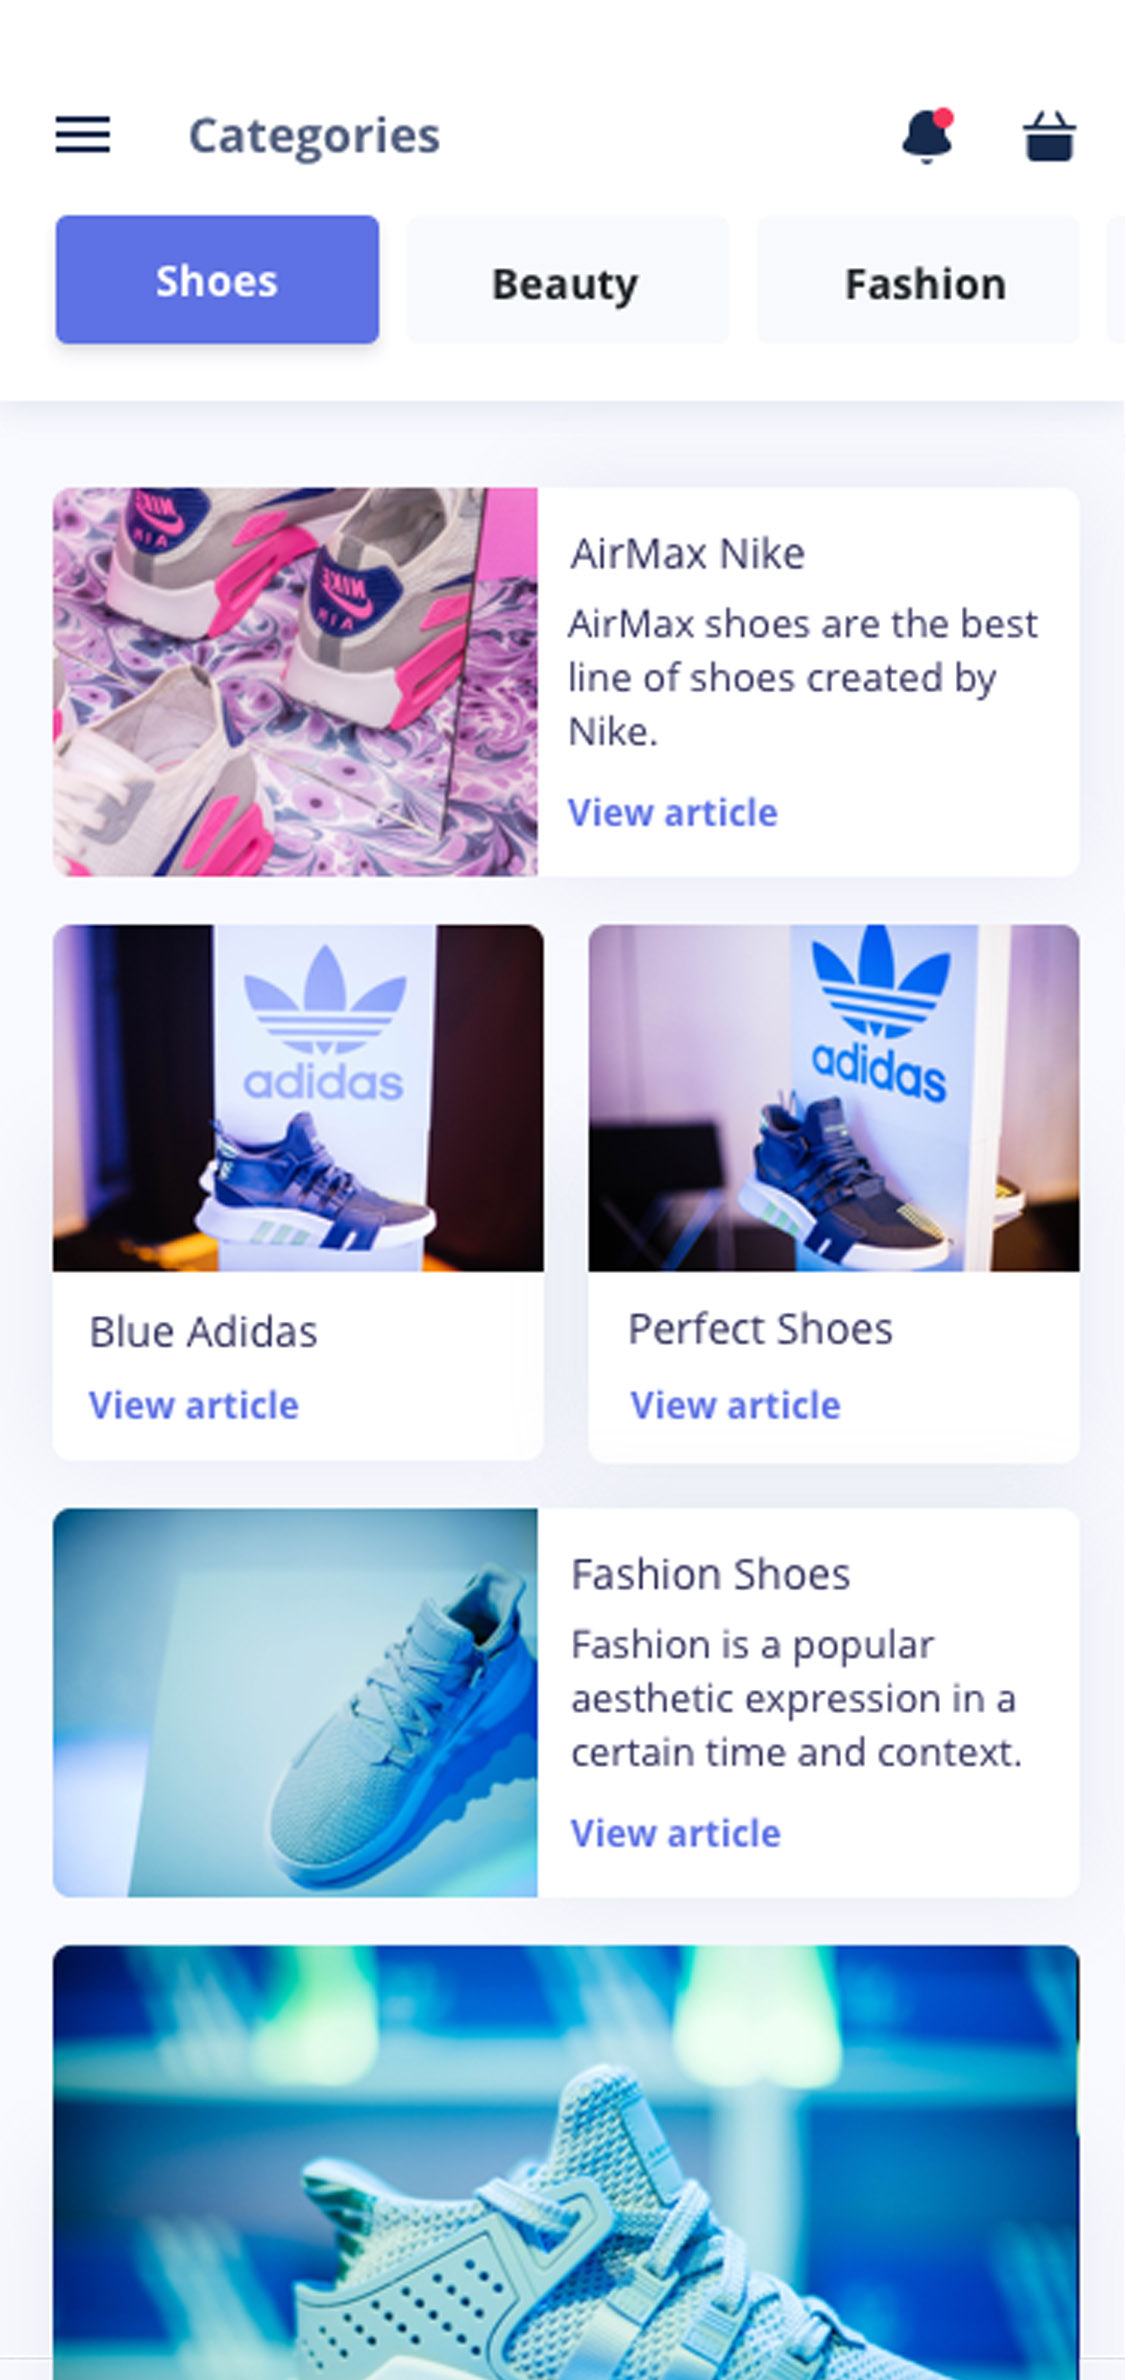 Categories
Shoes
Beauty
Fashion
NIKE
AIR
NIKE
AIR
AirMax Nike
AirMax shoes are the best
line of shoes created by
Nike.
View article
adidas
adidas
Blue Adidas
View article
Perfect Shoes
View article
Fashion Shoes
Fashion is a popular
aesthetic expression in a
certain time and context.
View article